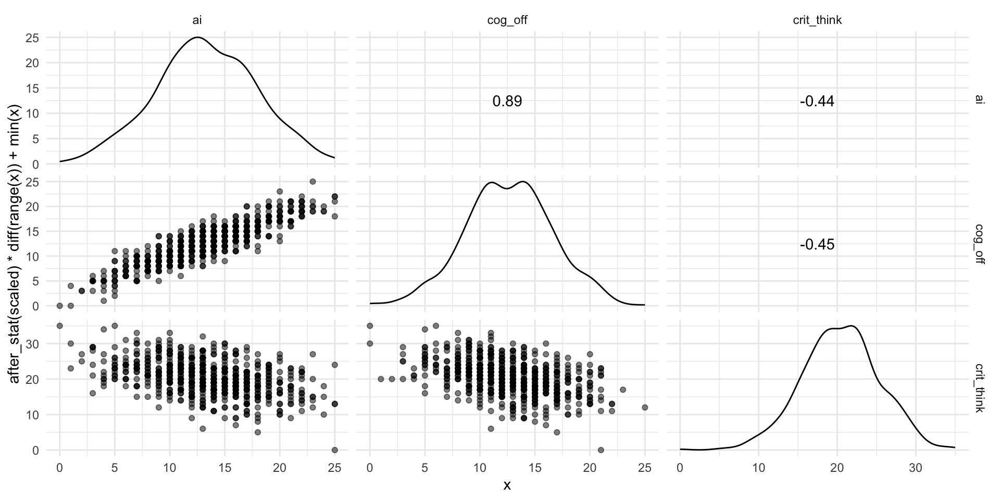 ai cog_off crit_think
25
20
15
10
5
0
0.89
-0.44
ai
25
20
15
10
5
0
-0.45
cog_off
30
20
10
0
crit_think
0 5 10 15 20 25 0 5 10 15 20 25 0 10 20 30
x
after_stat(scaled) * diff(range(x)) + min(x)